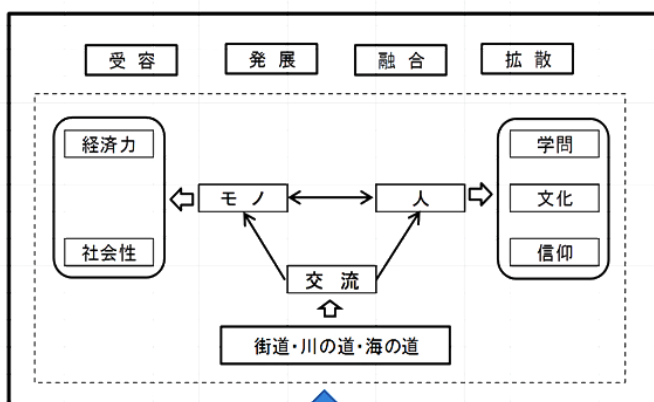 受容
発展
融合
拡散
経済力
学問
モノ
人
文化
社会性
信仰
交流
街道・川の道・海の道